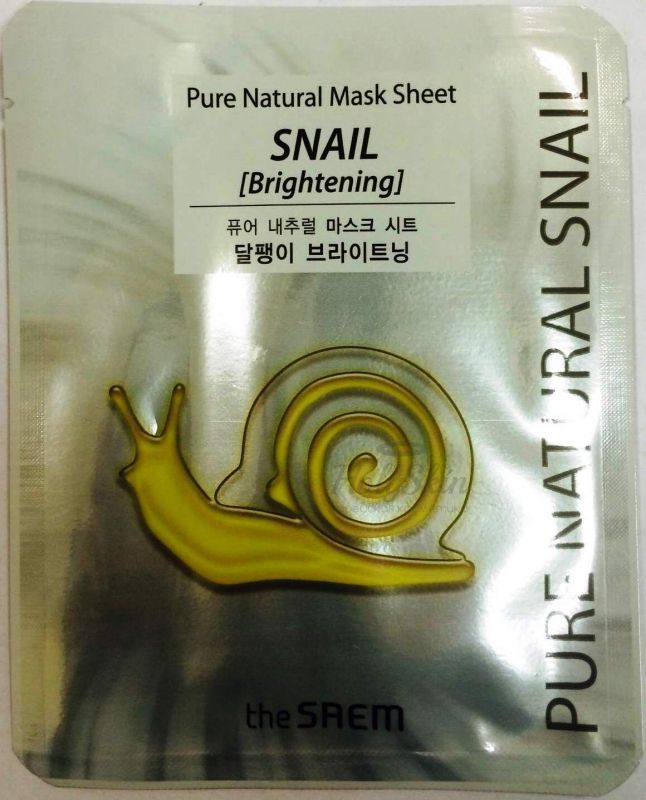 Pure Natural Mask Sheet
SNAIL
[Brightening]
퓨어 내추럴 마스크 시트
달팽이 브라이트닝
PURE NATURAL SNAIL
the SAEM